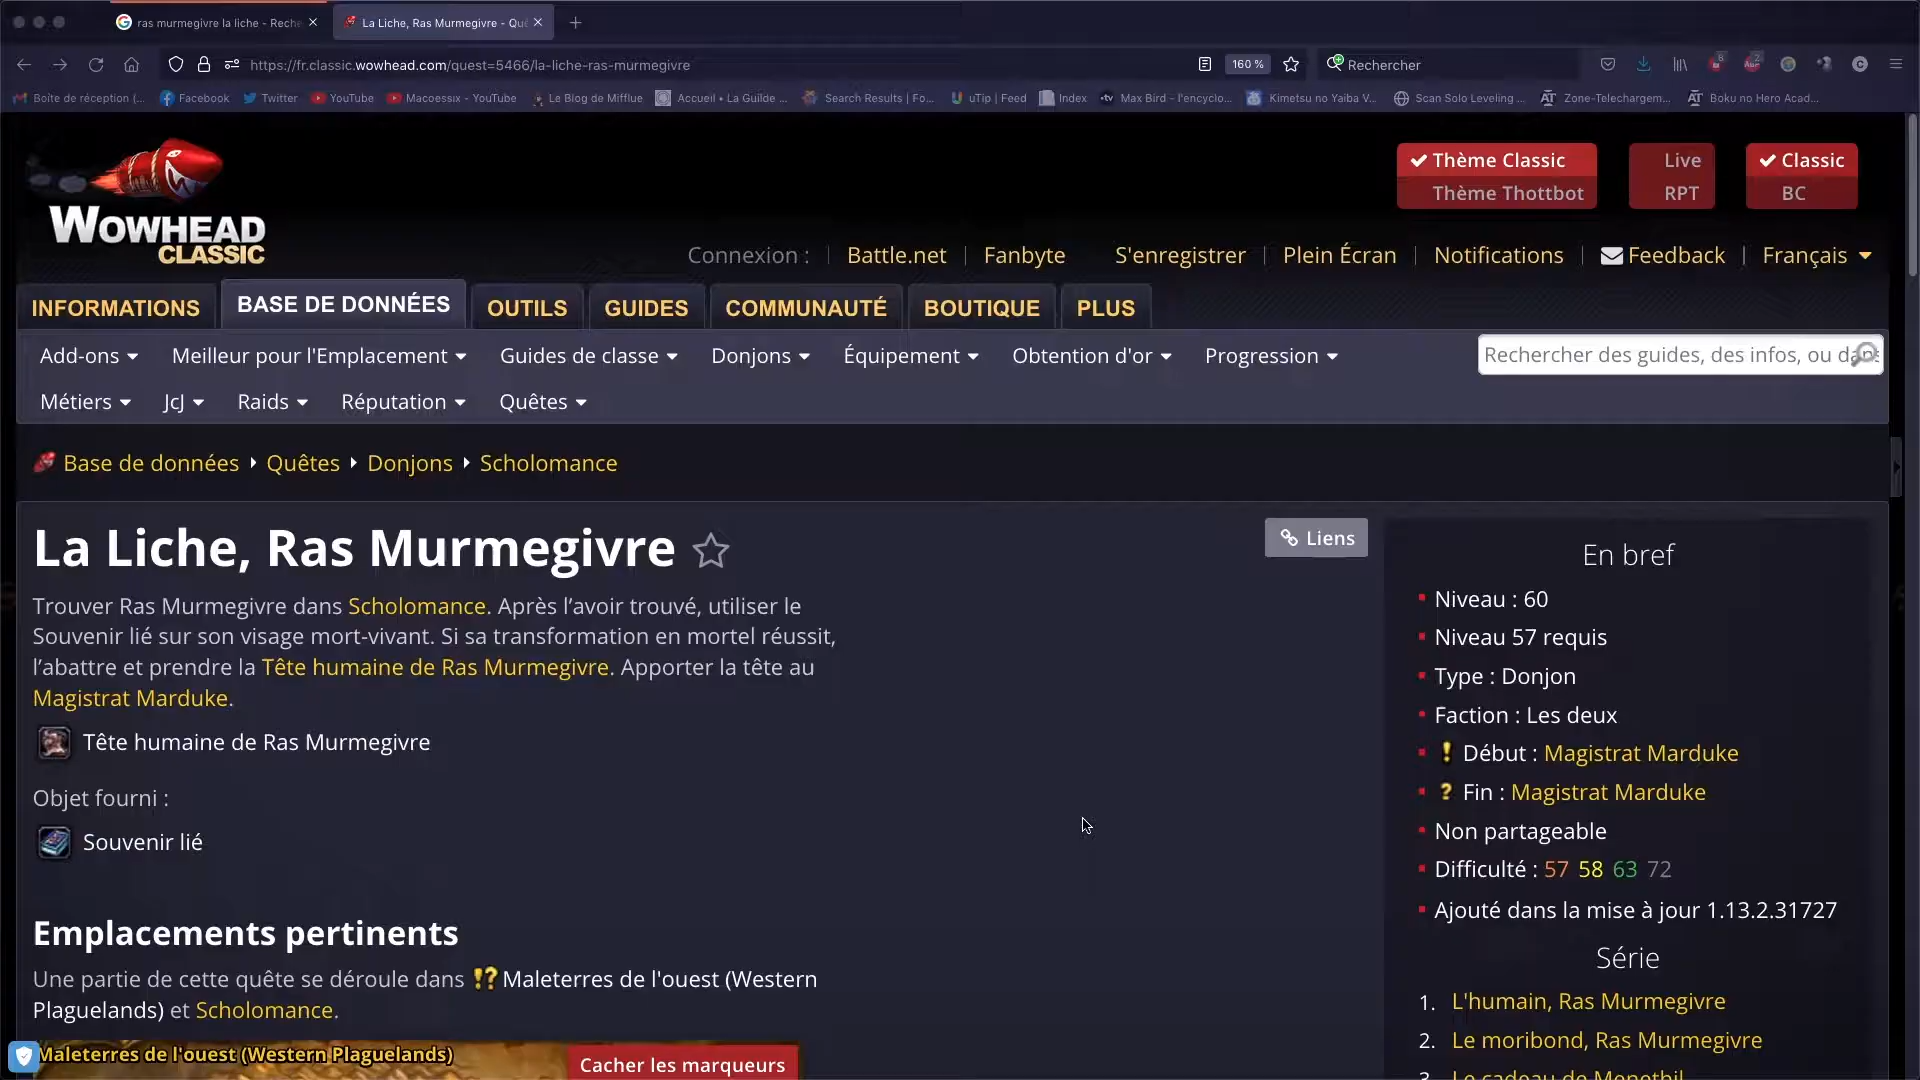 ras murmegivre la liche - Reche
La Liche, Ras Murmegivre - Qu
https://fr.classic.wowhead.com/quest=5466/la-liche-ras-murmegivre
160 %
Rechercher
Boîte de réception (...
Facebook
Twitter
YouTube
Macoessix - YouTube
Le Blog de Mifflue
Accueil • La Guilde ...
Search Results | Fo...
uTip | Feed
Index
Max Bird - l'encyclo...
Kimetsu no Yaiba V...
Scan Solo Leveling ...
Zone-Telechargem...
Boku no Hero Acad...
WOWHEAD
CLASSIC
Thème Classic
Thème Thottbot
Live
RPT
Classic
BC
Connexion :
Battle.net
Fanbyte
S'enregistrer
Plein Écran
Notifications
Feedback
Français
INFORMATIONS
BASE DE DONNÉES
OUTILS
GUIDES
COMMUNAUTÉ
BOUTIQUE
PLUS
Add-ons
Meilleur pour l'Emplacement
Guides de classe
Donjons
Équipement
Obtention d'or
Progression
Rechercher des guides, des infos, ou dans
Métiers
JcJ
Raids
Réputation
Quêtes
Base de données
Quêtes
Donjons
Scholomance
La Liche, Ras Murmegivre
Liens
Trouver Ras Murmegivre dans Scholomance. Après l’avoir trouvé, utiliser le
Souvenir lié sur son visage mort-vivant. Si sa transformation en mortel réussit,
l’abattre et prendre la Tête humaine de Ras Murmegivre. Apporter la tête au
Magistrat Marduke.
Tête humaine de Ras Murmegivre
Objet fourni :
Souvenir lié
Emplacements pertinents
Une partie de cette quête se déroule dans Maleterres de l'ouest (Western
Plaguelands) et Scholomance.
Maleterres de l'ouest (Western Plaguelands)
Cacher les marqueurs
En bref
Niveau : 60
Niveau 57 requis
Type : Donjon
Faction : Les deux
Début : Magistrat Marduke
Fin : Magistrat Marduke
Non partageable
Difficulté : 57 58 63 72
Ajouté dans la mise à jour 1.13.2.31727
Série
1. L'humain, Ras Murmegivre
2. Le moribond, Ras Murmegivre
3. Le cadeau de Menethil